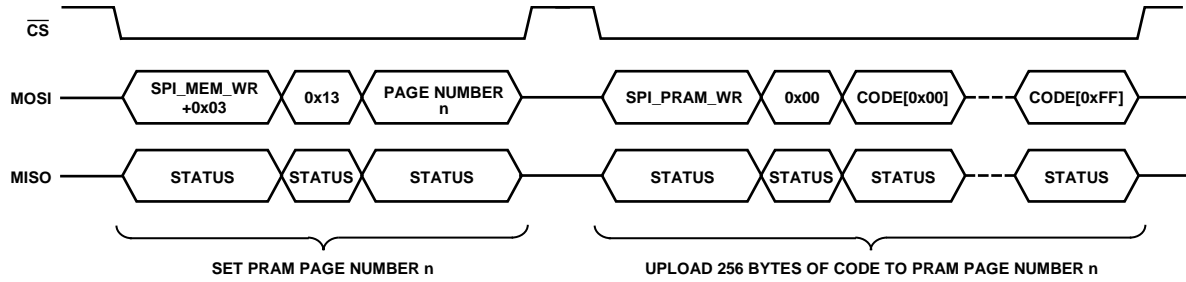 CS
MOSI
SPI_MEM_WR
+0x03
0x13
PAGE NUMBER
n
SPI_PRAM_WR
0x00
CODE[0x00]
CODE[0xFF]
MISO
STATUS
STATUS
STATUS
STATUS
STATUS
STATUS
STATUS
SET PRAM PAGE NUMBER n
UPLOAD 256 BYTES OF CODE TO PRAM PAGE NUMBER n